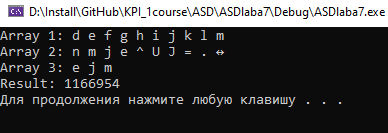 D:\Install\GitHub\KPI_1course\ASD\ASDlaba7\Debug\ASDlaba7.exe
Array 1: d e f g h i j k l m
Array 2: n m j e ^ U J = . ↔
Array 3: e j m
Result: 1166954
Для продолжения нажмите любую клавишу . . .